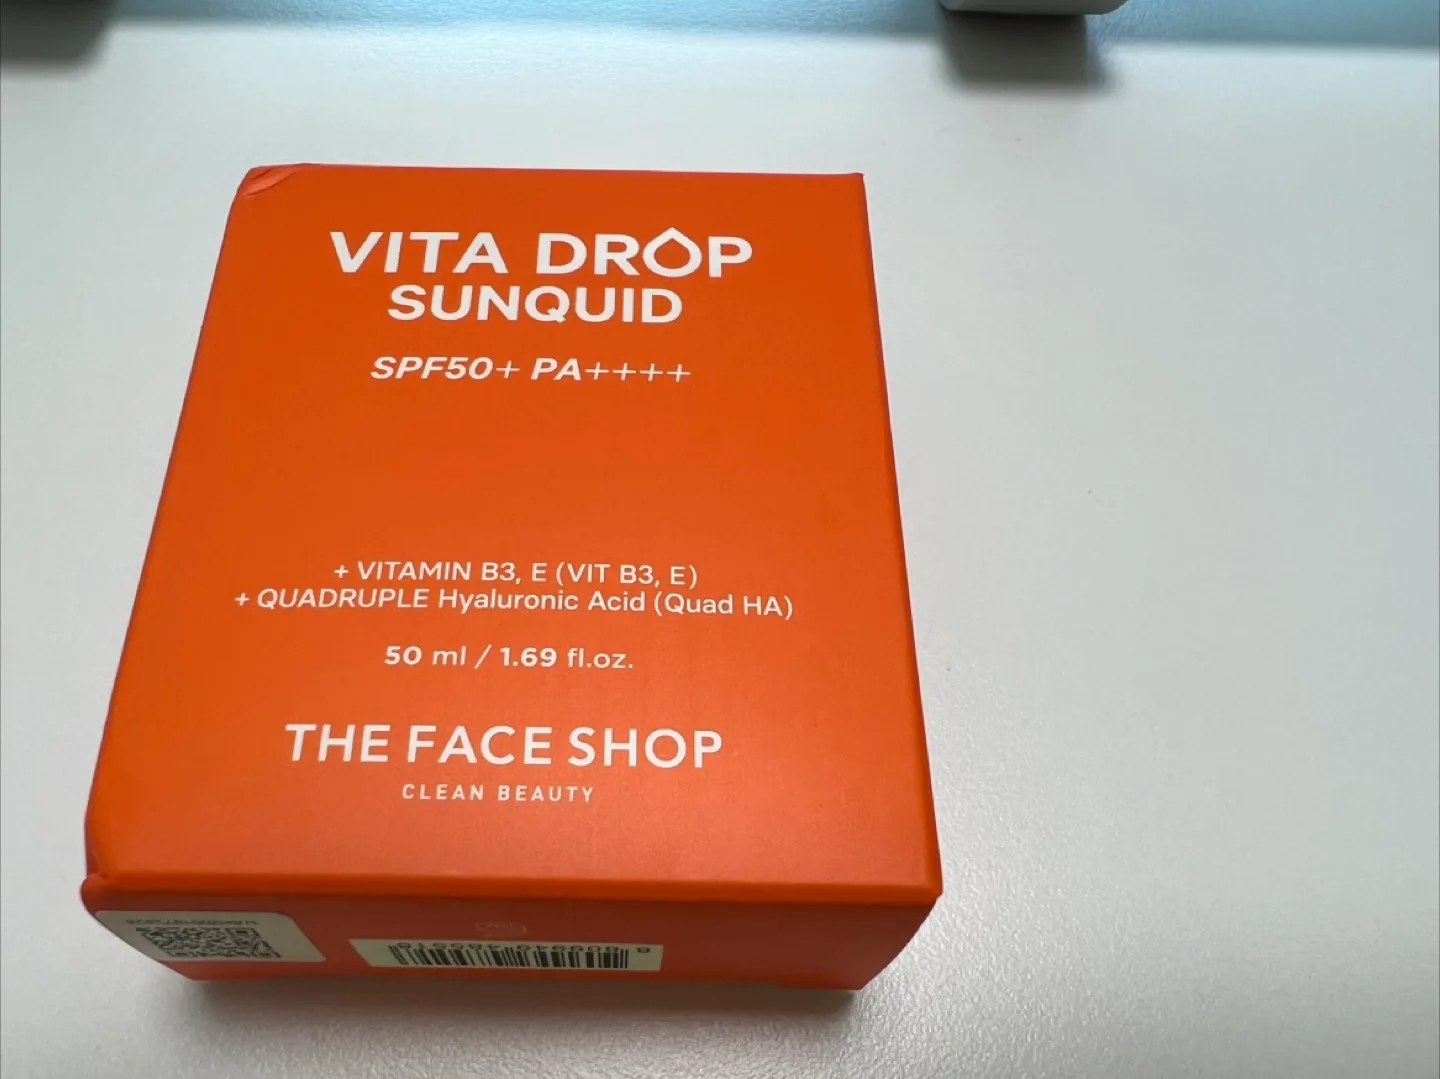 VITA DROP
SUNQUID
SPF50+ PA++++
+ VITAMIN B3, E (VIT B3, E)
+ QUADRUPLE Hyaluronic Acid (Quad HA)
50 ml / 1.69 fl.oz.
THE FACE SHOP
CLEAN BEAUTY